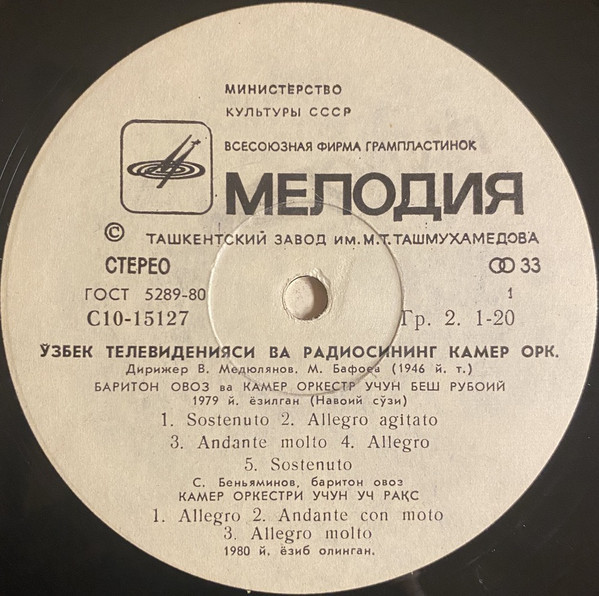 МИНИСТЕРСТВО
КУЛЬТУРЫ СССР
ВСЕСОЮЗНАЯ ФИРМА ГРАМПЛАСТИНОК
МЕЛОДИЯ
© ТАШКЕНТСКИЙ ЗАВОД ИМ. М.Т. ТАШМУХАМЕДОВА
СТЕРЕО 33
ГОСТ 5289-80 1
С10-15127 Гр. 2. 1-20
ЎЗБЕК ТЕЛЕВИДЕНИЯСИ ВА РАДИОСИНИНГ КАМЕР ОРК.
Дирижер В. Медюлянов. М. Бафоев (1946 й. т.)
БАРИТОН ОВОЗ ва КАМЕР ОРКЕСТР УЧУН БЕШ РУБОИЙ
1979 й. ёзилган (Навоий сўзи)
1. Sostenuto 2. Allegro agitato
3. Andante molto 4. Allegro
5. Sostenuto
С. Беньяминов, баритон овоз
КАМЕР ОРКЕСТРИ УЧУН УЧ РАҚС
1. Allegro 2. Andante con moto
3. Allegro molto
1980 й. ёзиб олинган.